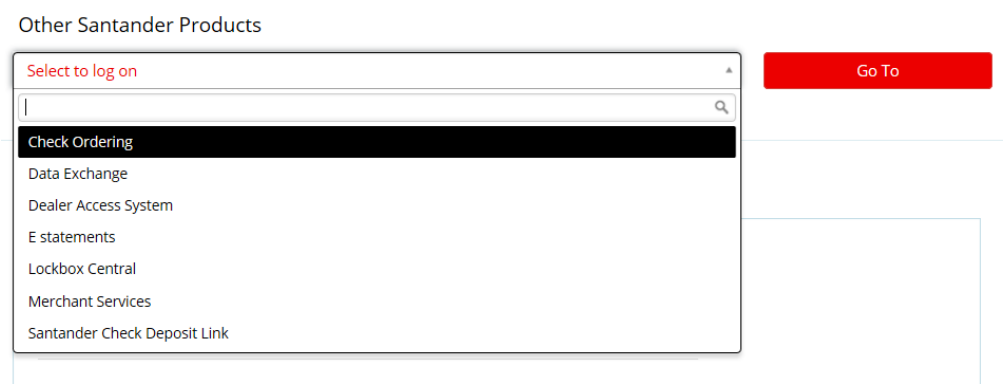 Other Santander Products
Select to log on
Go To
Check Ordering
Data Exchange
Dealer Access System
E statements
Lockbox Central
Merchant Services
Santander Check Deposit Link